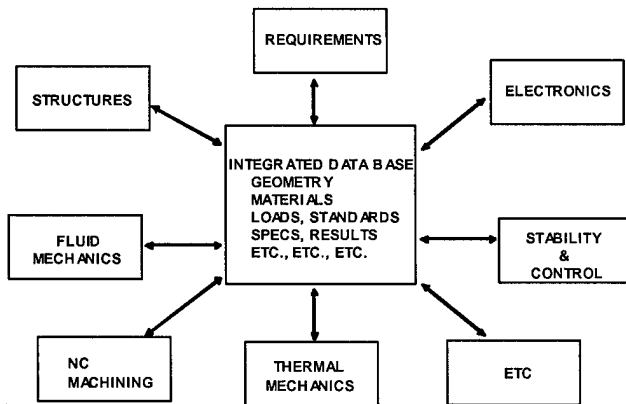 REQUIREMENTS
STRUCTURES
ELECTRONICS
INTEGRATED DATA BASE
GEOMETRY
MATERIALS
LOADS, STANDARDS
SPECS, RESULTS
ETC., ETC., ETC.
FLUID
MECHANICS
STABILITY
&
CONTROL
NC
MACHINING
THERMAL
MECHANICS
ETC